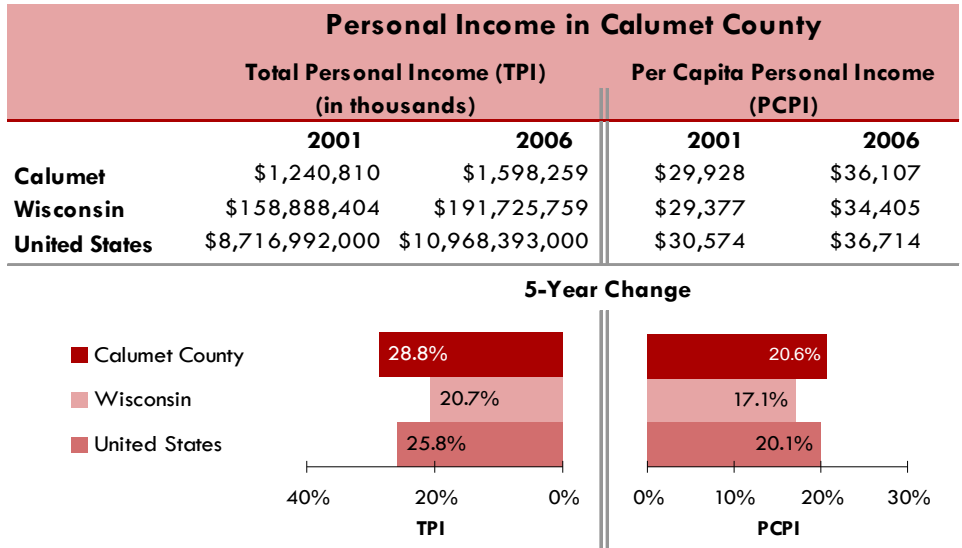 Personal Income in Calumet County
Total Personal Income (TPI)
(in thousands)
Per Capita Personal Income
(PCPI)
2001 2006 2001 2006
Calumet $1,240,810 $1,598,259 $29,928 $36,107
Wisconsin $158,888,404 $191,725,759 $29,377 $34,405
United States $8,716,992,000 $10,968,393,000 $30,574 $36,714
5-Year Change
Calumet County 28.8% 20.6%
Wisconsin 20.7% 17.1%
United States 25.8% 20.1%
40% 20% 0% 0% 10% 20% 30%
TPI PCPI